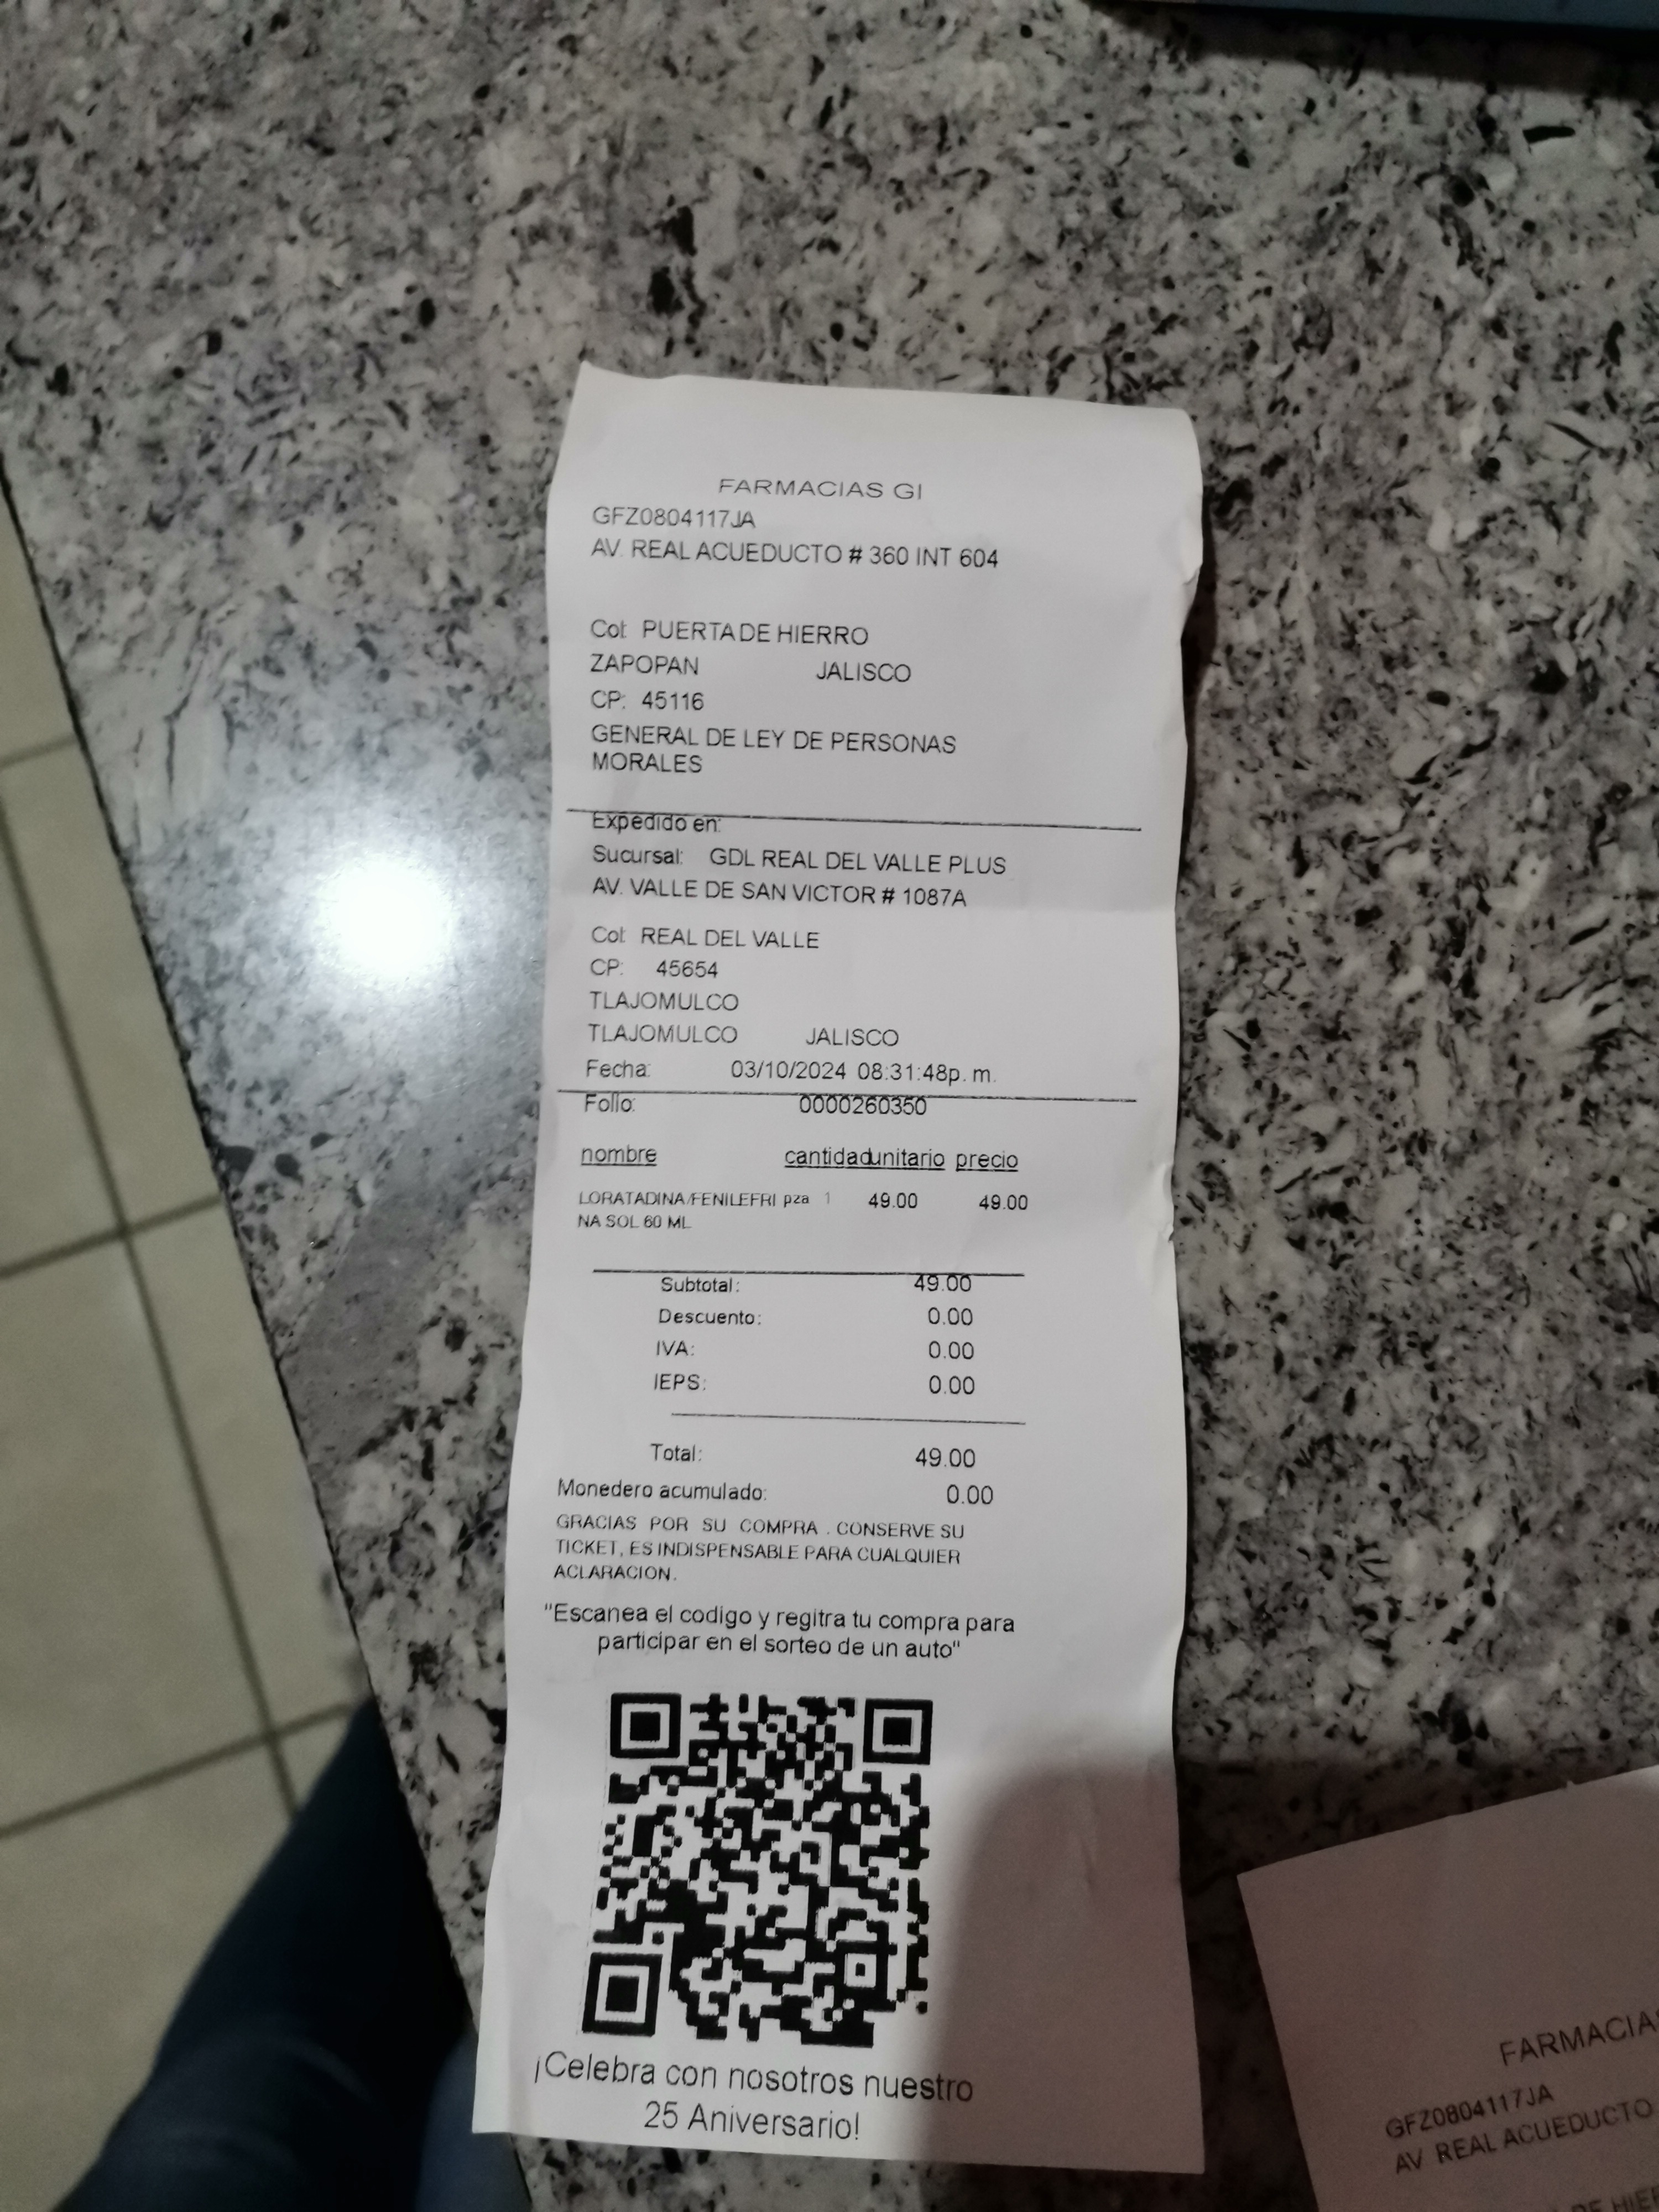 FARMACIAS GI
GFZ0804117JA
AV. REAL ACUEDUCTO # 360 INT 604
Col: PUERTA DE HIERRO
ZAPOPAN JALISCO
CP: 45116
GENERAL DE LEY DE PERSONAS
MORALES
Expedido en:
Sucursal: GDL REAL DEL VALLE PLUS
AV. VALLE DE SAN VICTOR # 1087A
Col: REAL DEL VALLE
CP: 45654
TLAJOMULCO
TLAJOMULCO JALISCO
Fecha: 03/10/2024 08:31:48p. m.
Folio: 0000260350
nombre cantidad unitario precio
LORATADINA/FENILEFRI pza 1 49.00 49.00
NA SOL 60 ML
Subtotal: 49.00
Descuento: 0.00
IVA: 0.00
IEPS: 0.00
Total: 49.00
Monedero acumulado: 0.00
GRACIAS POR SU COMPRA . CONSERVE SU
TICKET, ES INDISPENSABLE PARA CUALQUIER
ACLARACION.
"Escanea el codigo y regitra tu compra para
participar en el sorteo de un auto"
¡Celebra con nosotros nuestro
25 Aniversario!
FARMACIAS
GFZ0804117JA
AV REAL ACUEDUCTO
DE HIER